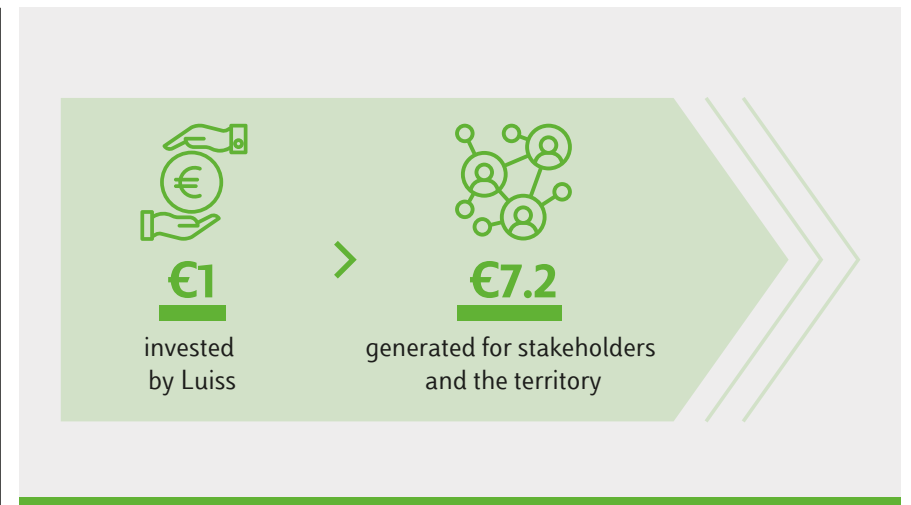 €1
invested
by Luiss
€7.2
generated for stakeholders
and the territory